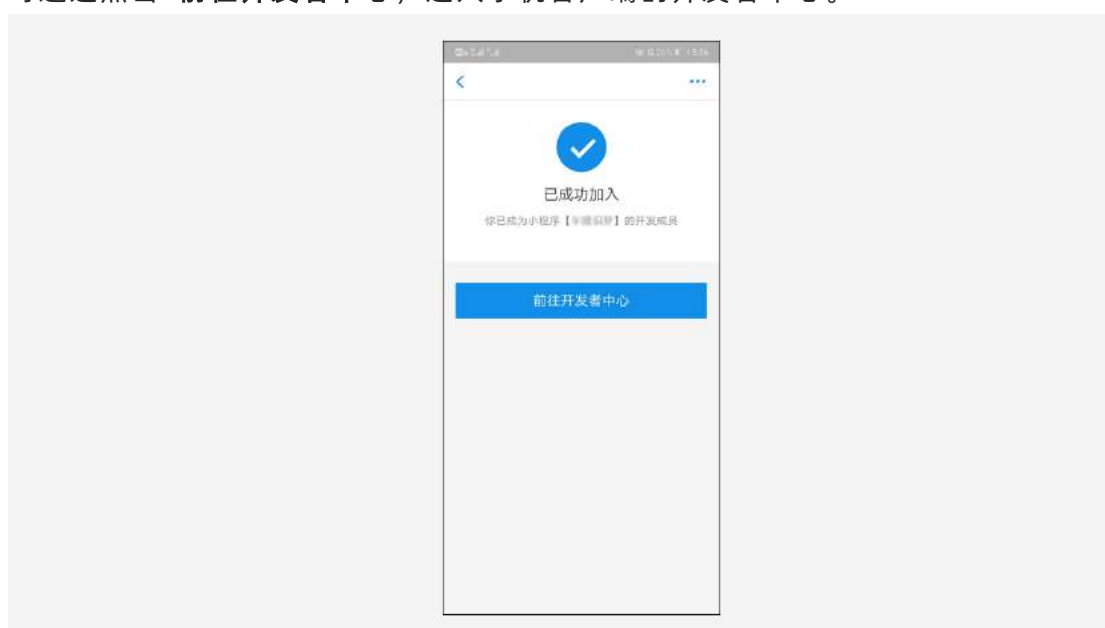 可通过点击 前往开发者中心，进入手机客户端的开发者中心。
已成功加入
你已成为小程序【】的开发成员
前往开发者中心